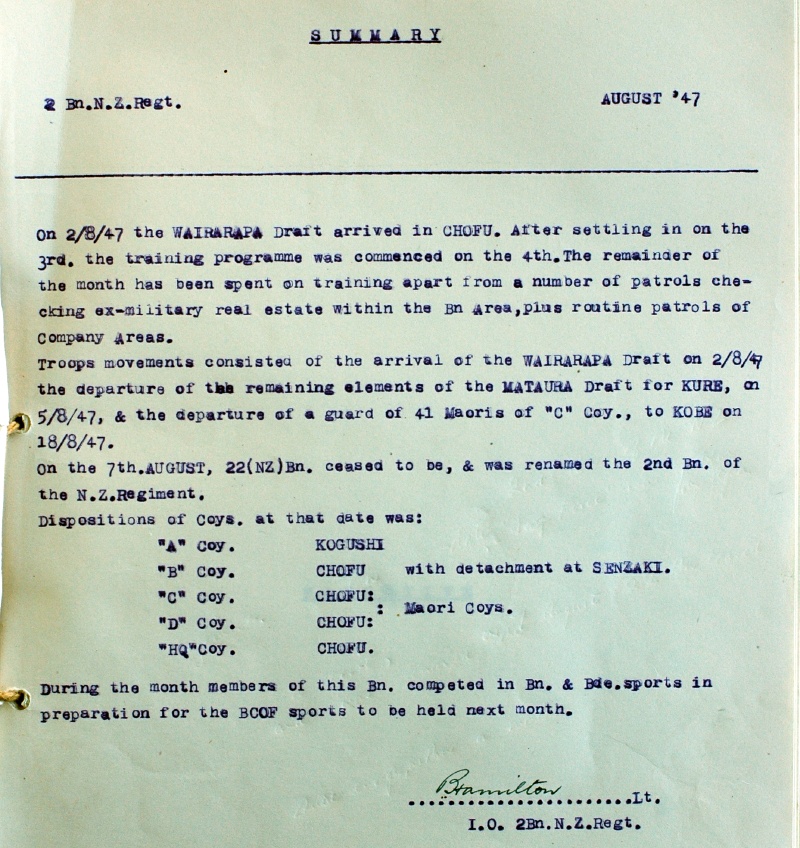 SUMMARY
2 Bn.N.Z.Regt. AUGUST '47
On 2/8/47 the WAIRARAPA Draft arrived in CHOFU. After settling in on the
3rd. the training programme was commenced on the 4th.The remainder of
the month has been spent on training apart from a number of patrols che-
cking ex-military real estate within the Bn Area,plus routine patrols of
Company Areas.
Troops movements consisted of the arrival of the WAIRARAPA Draft on 2/8/47
the departure of the remaining elements of the MATAURA Draft for KURE, on
5/8/47, & the departure of a guard of 41 Maoris of "C" Coy., to KOBE on
18/8/47.
On the 7th.AUGUST, 22(NZ)Bn. ceased to be, & was renamed the 2nd Bn. of
the N.Z.Regiment.
Dispositions of Coys. at that date was:
"A" Coy. KOGUSHI
"B" Coy. CHOFU with detachment at SENZAKI.
"C" Coy. CHOFU:
: Maori Coys.
"D" Coy. CHOFU:
"HQ"Coy. CHOFU.
During the month members of this Bn. competed in Bn. & Bde.sports in
preparation for the BCOF sports to be held next month.
.......................Lt.
I.O. 2Bn.N.Z.Regt.